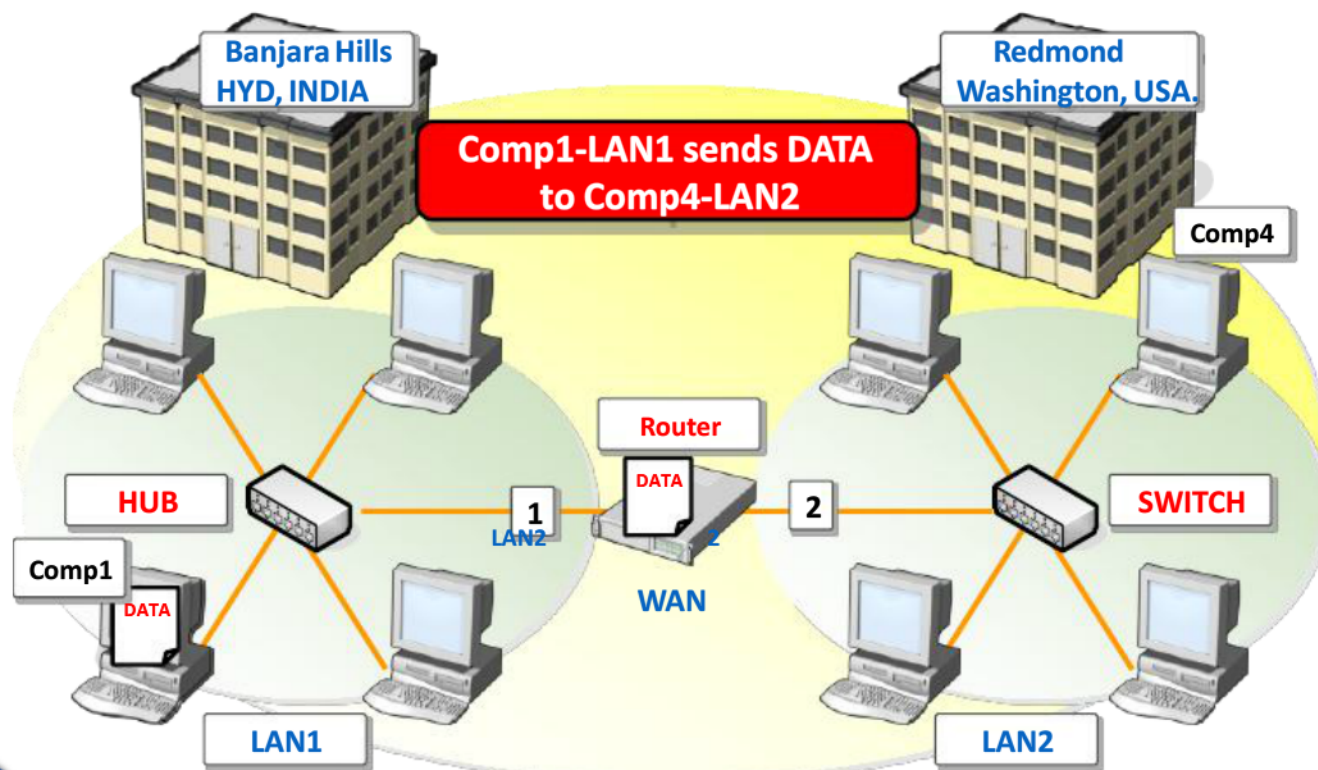 Banjara Hills
HYD, INDIA
Redmond
Washington, USA.
Comp1-LAN1 sends DATA
to Comp4-LAN2
Comp4
Router
DATA
HUB
1
2
SWITCH
LAN2
2
Comp1
DATA
WAN
LAN1
LAN2